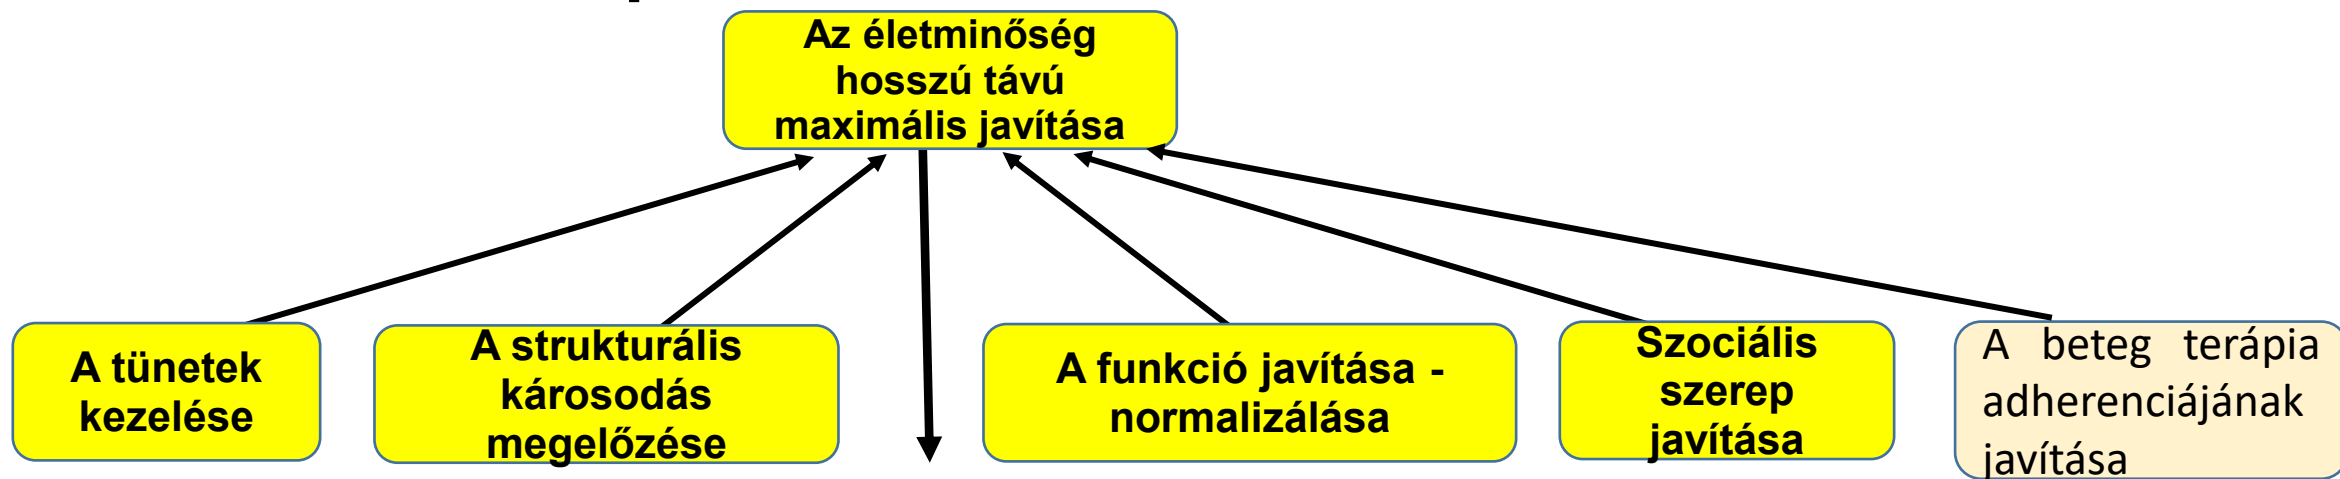 Az életminőség
hosszú távú
maximális javítása
A tünetek
kezelése
A strukturális
károsodás
megelőzése
A funkció javítása -
normalizálása
Szociális
szerep
javítása
A beteg terápia
adherenciájának
javítása